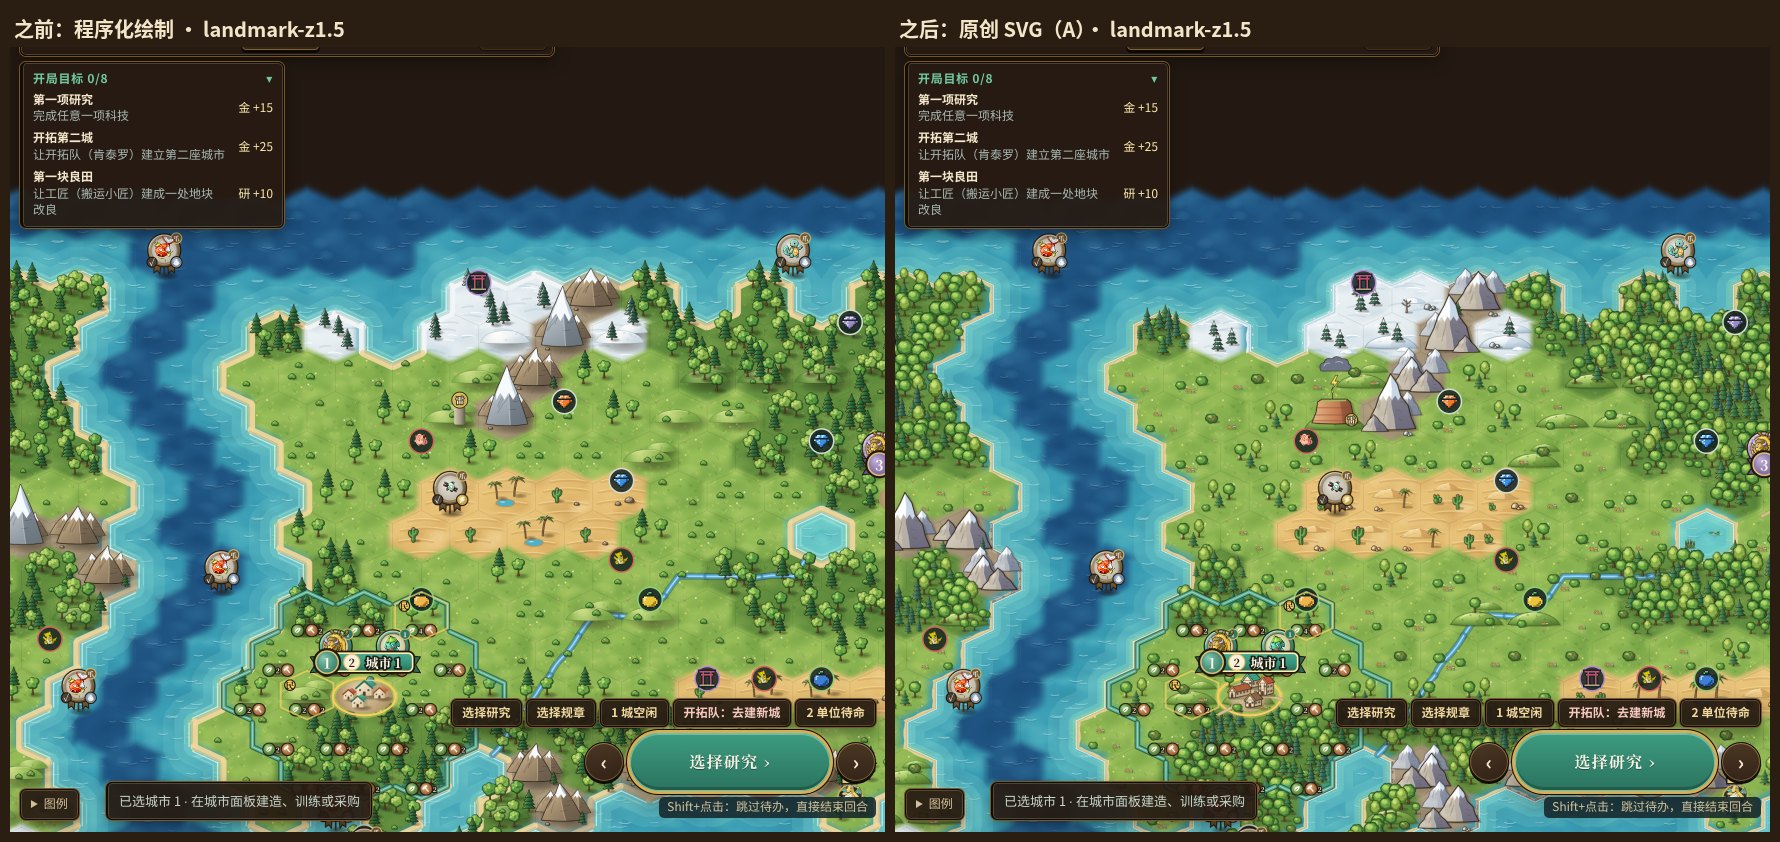 之前：程序化绘制 · landmark-z1.5
开局目标 0/8
▼
第一项研究
完成任意一项科技
金 +15
开拓第二城
让开拓队（肯泰罗）建立第二座城市
金 +25
第一块良田
让工匠（搬运小匠）建成一处地块
改良
研 +10
3
1 2 城市 1
选择研究
选择规章
1 城空闲
开拓队：去建新城
2 单位待命
‹
选择研究 ›
›
▶ 图例
已选城市 1 · 在城市面板建造、训练或采购
Shift+点击：跳过待办，直接结束回合
之后：原创 SVG（A）· landmark-z1.5
开局目标 0/8
▼
第一项研究
完成任意一项科技
金 +15
开拓第二城
让开拓队（肯泰罗）建立第二座城市
金 +25
第一块良田
让工匠（搬运小匠）建成一处地块
改良
研 +10
3
1 2 城市 1
选择研究
选择规章
1 城空闲
开拓队：去建新城
2 单位待命
‹
选择研究 ›
›
▶ 图例
已选城市 1 · 在城市面板建造、训练或采购
Shift+点击：跳过待办，直接结束回合